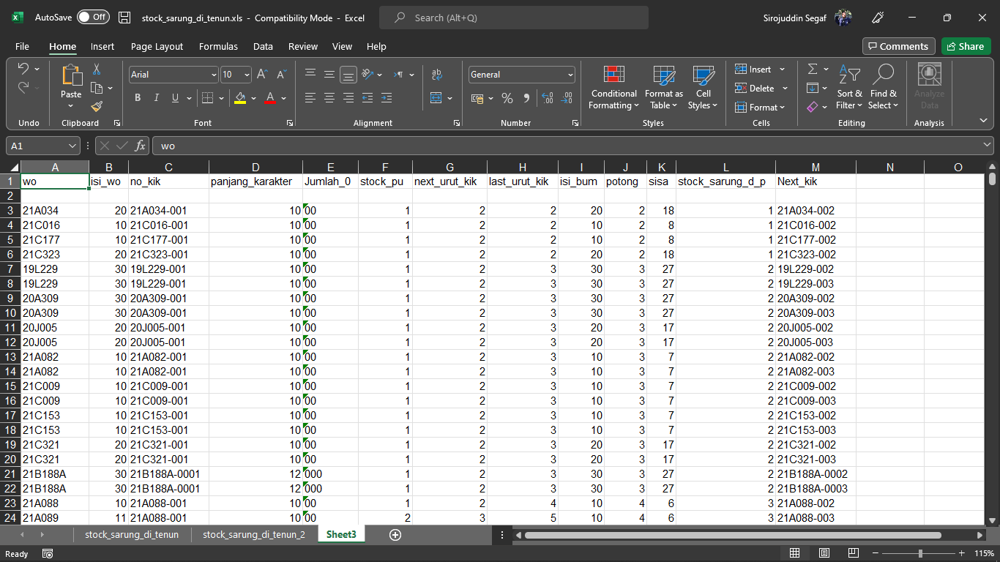 AutoSave Off stock_sarung_di_tenun.xls - Compatibility Mode - Excel Search (Alt+Q) Sirojuddin Segaf
File Home Insert Page Layout Formulas Data Review View Help Comments Share
Arial 10 General Insert
Paste Conditional Formatting Format as Table Cell Styles Delete Sort & Filter Find & Select Analyze Data
Format
Undo Clipboard Font Alignment Number Styles Cells Editing Analysis
A1 fx wo
A B C D E F G H I J K L M N O
1 wo isi_wo no_kik panjang_karakter Jumlah_0 stock_pu next_urut_kik last_urut_kik isi_bum potong sisa stock_sarung_d_p Next_kik
2
3 21A034 20 21A034-001 10 00 1 2 2 20 2 18 1 21A034-002
4 21C016 10 21C016-001 10 00 1 2 2 10 2 8 1 21C016-002
5 21C177 10 21C177-001 10 00 1 2 2 10 2 8 1 21C177-002
6 21C323 20 21C323-001 10 00 1 2 2 20 2 18 1 21C323-002
7 19L229 30 19L229-001 10 00 1 2 3 30 3 27 2 19L229-002
8 19L229 30 19L229-001 10 00 1 2 3 30 3 27 2 19L229-003
9 20A309 30 20A309-001 10 00 1 2 3 30 3 27 2 20A309-002
10 20A309 30 20A309-001 10 00 1 2 3 30 3 27 2 20A309-003
11 20J005 20 20J005-001 10 00 1 2 3 20 3 17 2 20J005-002
12 20J005 20 20J005-001 10 00 1 2 3 20 3 17 2 20J005-003
13 21A082 10 21A082-001 10 00 1 2 3 10 3 7 2 21A082-002
14 21A082 10 21A082-001 10 00 1 2 3 10 3 7 2 21A082-003
15 21C009 10 21C009-001 10 00 1 2 3 10 3 7 2 21C009-002
16 21C009 10 21C009-001 10 00 1 2 3 10 3 7 2 21C009-003
17 21C153 10 21C153-001 10 00 1 2 3 10 3 7 2 21C153-002
18 21C153 10 21C153-001 10 00 1 2 3 10 3 7 2 21C153-003
19 21C321 20 21C321-001 10 00 1 2 3 20 3 17 2 21C321-002
20 21C321 20 21C321-001 10 00 1 2 3 20 3 17 2 21C321-003
21 21B188A 30 21B188A-0001 12 000 1 2 3 30 3 27 2 21B188A-0002
22 21B188A 30 21B188A-0001 12 000 1 2 3 30 3 27 2 21B188A-0003
23 21A088 10 21A088-001 10 00 1 2 4 10 4 6 3 21A088-002
24 21A089 11 21A088-001 10 00 2 3 5 10 4 6 3 21A088-003
stock_sarung_di_tenun stock_sarung_di_tenun_2 Sheet3
Ready 115%